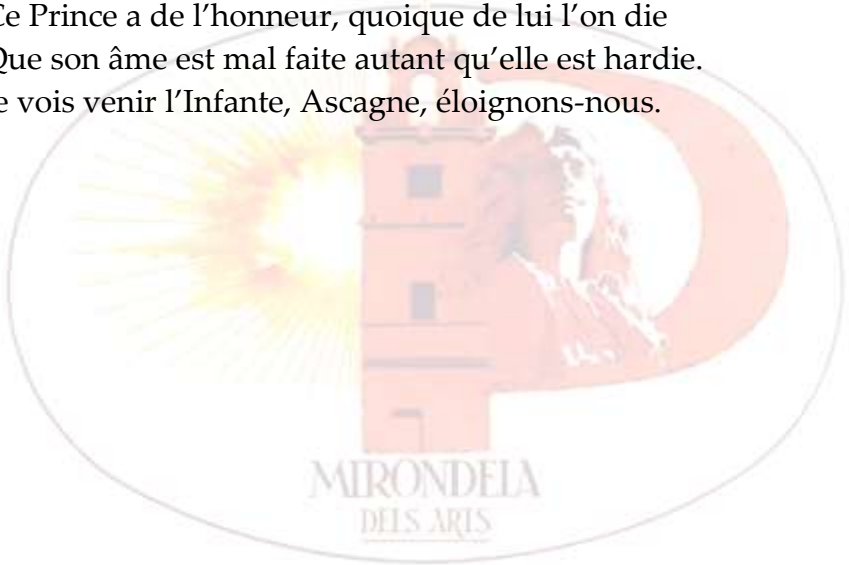 Ce Prince a de l’honneur, quoique de lui l’on die
Que son âme est mal faite autant qu’elle est hardie.
e vois venir l’Infante, Ascagne, éloignons-nous.
MIRONDELA
DELS ARTS